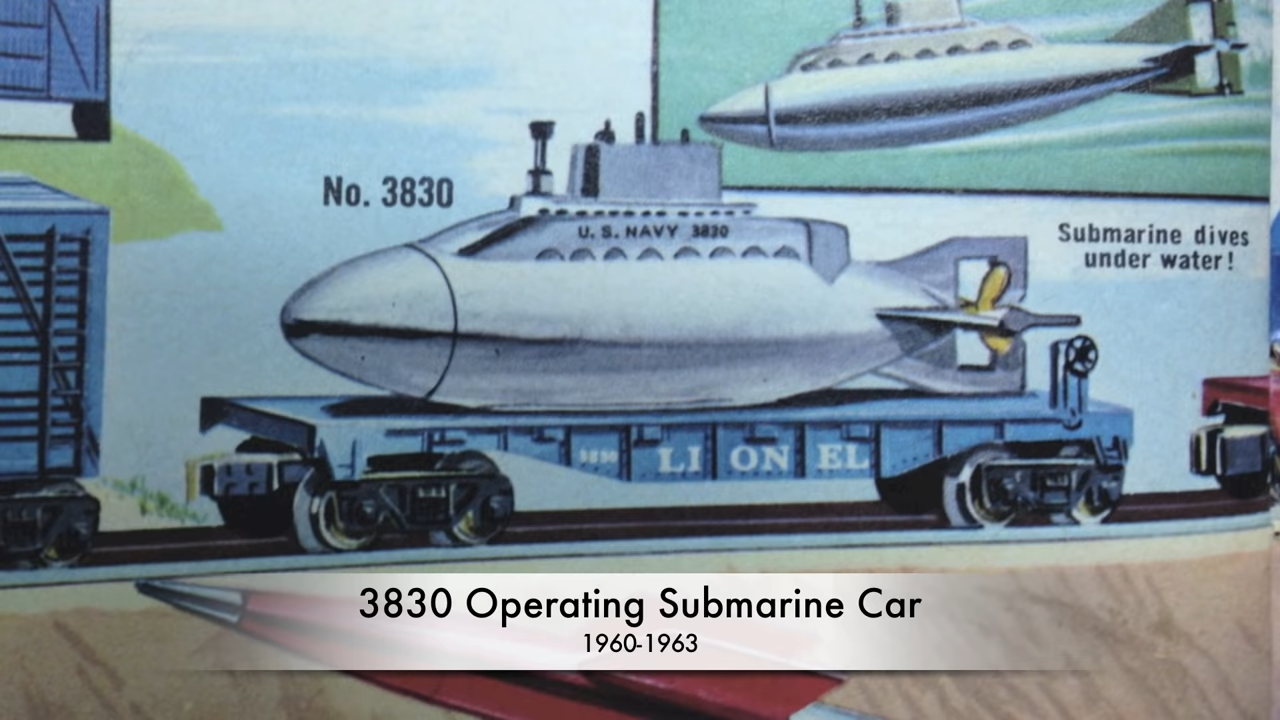 No. 3830
U. S. NAVY 3830
Submarine dives
under water!
3830 LIONEL
3830 Operating Submarine Car
1960-1963